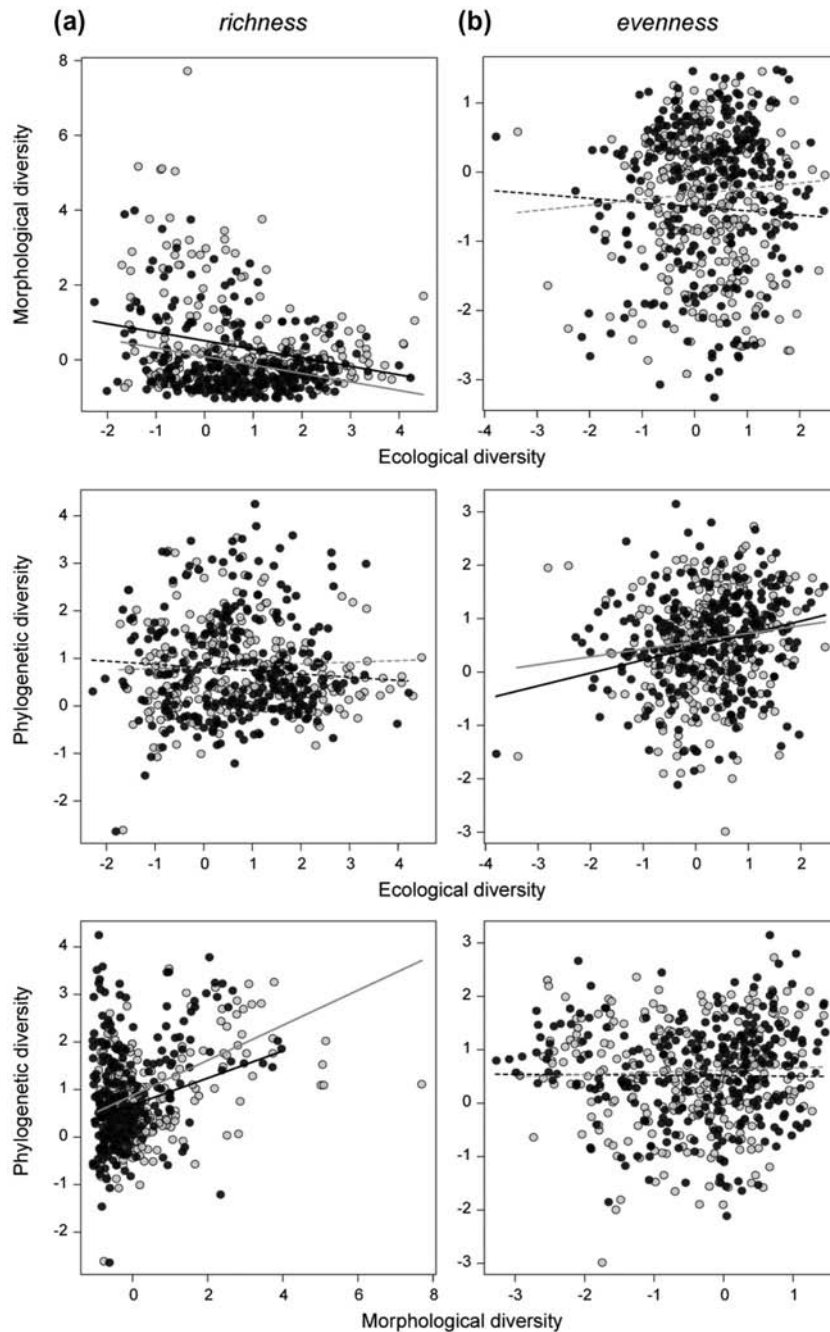 (a) richness
(b) evenness
Morphological diversity
8
6
4
2
0
-2 -1 0 1 2 3 4
1
0
-1
-2
-3
-4 -3 -2 -1 0 1 2
Ecological diversity
Phylogenetic diversity
4
3
2
1
0
-1
-2
-2 -1 0 1 2 3 4
3
2
1
0
-1
-2
-3
-4 -3 -2 -1 0 1 2
Ecological diversity
Phylogenetic diversity
4
3
2
1
0
-1
-2
0 2 4 6 8
3
2
1
0
-1
-2
-3
-3 -2 -1 0 1
Morphological diversity